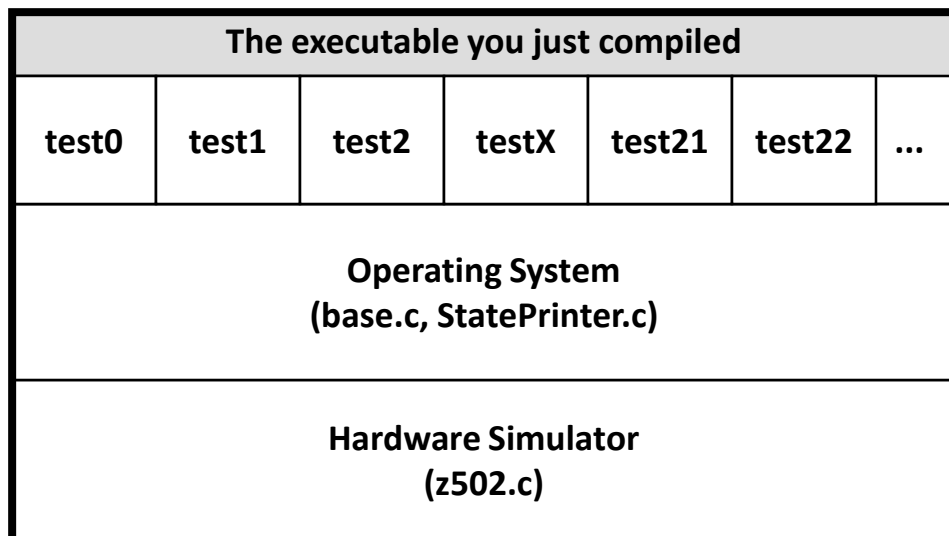 The executable you just compiled
test0 test1 test2 testX test21 test22 ...
Operating System
(base.c, StatePrinter.c)
Hardware Simulator
(z502.c)